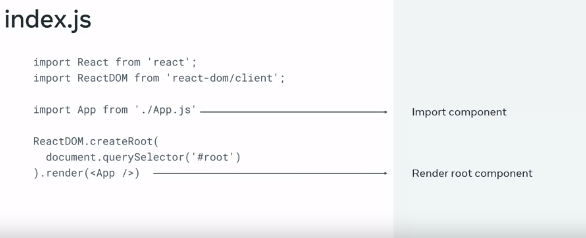 index.js
import React from 'react';
import ReactDOM from 'react-dom/client';
import App from './App.js'
Import component
ReactDOM.createRoot(
document.querySelector('#root')
).render(<App />)
Render root component